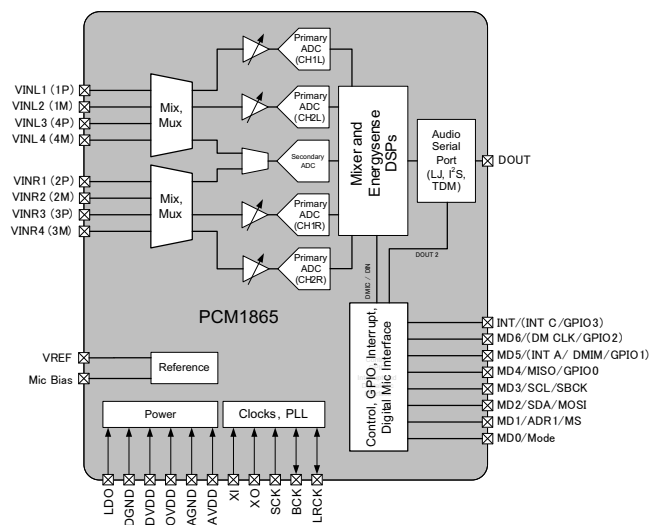 Primary
ADC
(CH1L)
VINL1 (1P)
VINL2 (1M)
VINL3 (4P)
VINL4 (4M)
Mix,
Mux
Primary
ADC
(CH2L)
Secondary
ADC
VINR1 (2P)
VINR2 (2M)
VINR3 (3P)
VINR4 (3M)
Mix,
Mux
Primary
ADC
(CH1R)
Primary
ADC
(CH2R)
Mixer and
Energysense
DSPs
Audio
Serial
Port
(LJ, I²S,
TDM)
DOUT
DMIC / DIN
DOUT 2
PCM1865
VREF
Mic Bias
Reference
Control, GPIO, Interrupt,
Digital Mic Interface
INT/(INT C/GPIO3)
MD6/(DM CLK/GPIO2)
MD5/(INT A/ DMIM/GPIO1)
MD4/MISO/GPIO0
MD3/SCL/SBCK
MD2/SDA/MOSI
MD1/ADR1/MS
MD0/Mode
Power
Clocks, PLL
LDO
DGND
DVDD
IOVDD
AGND
AVDD
XI
XO
SCK
BCK
LRCK